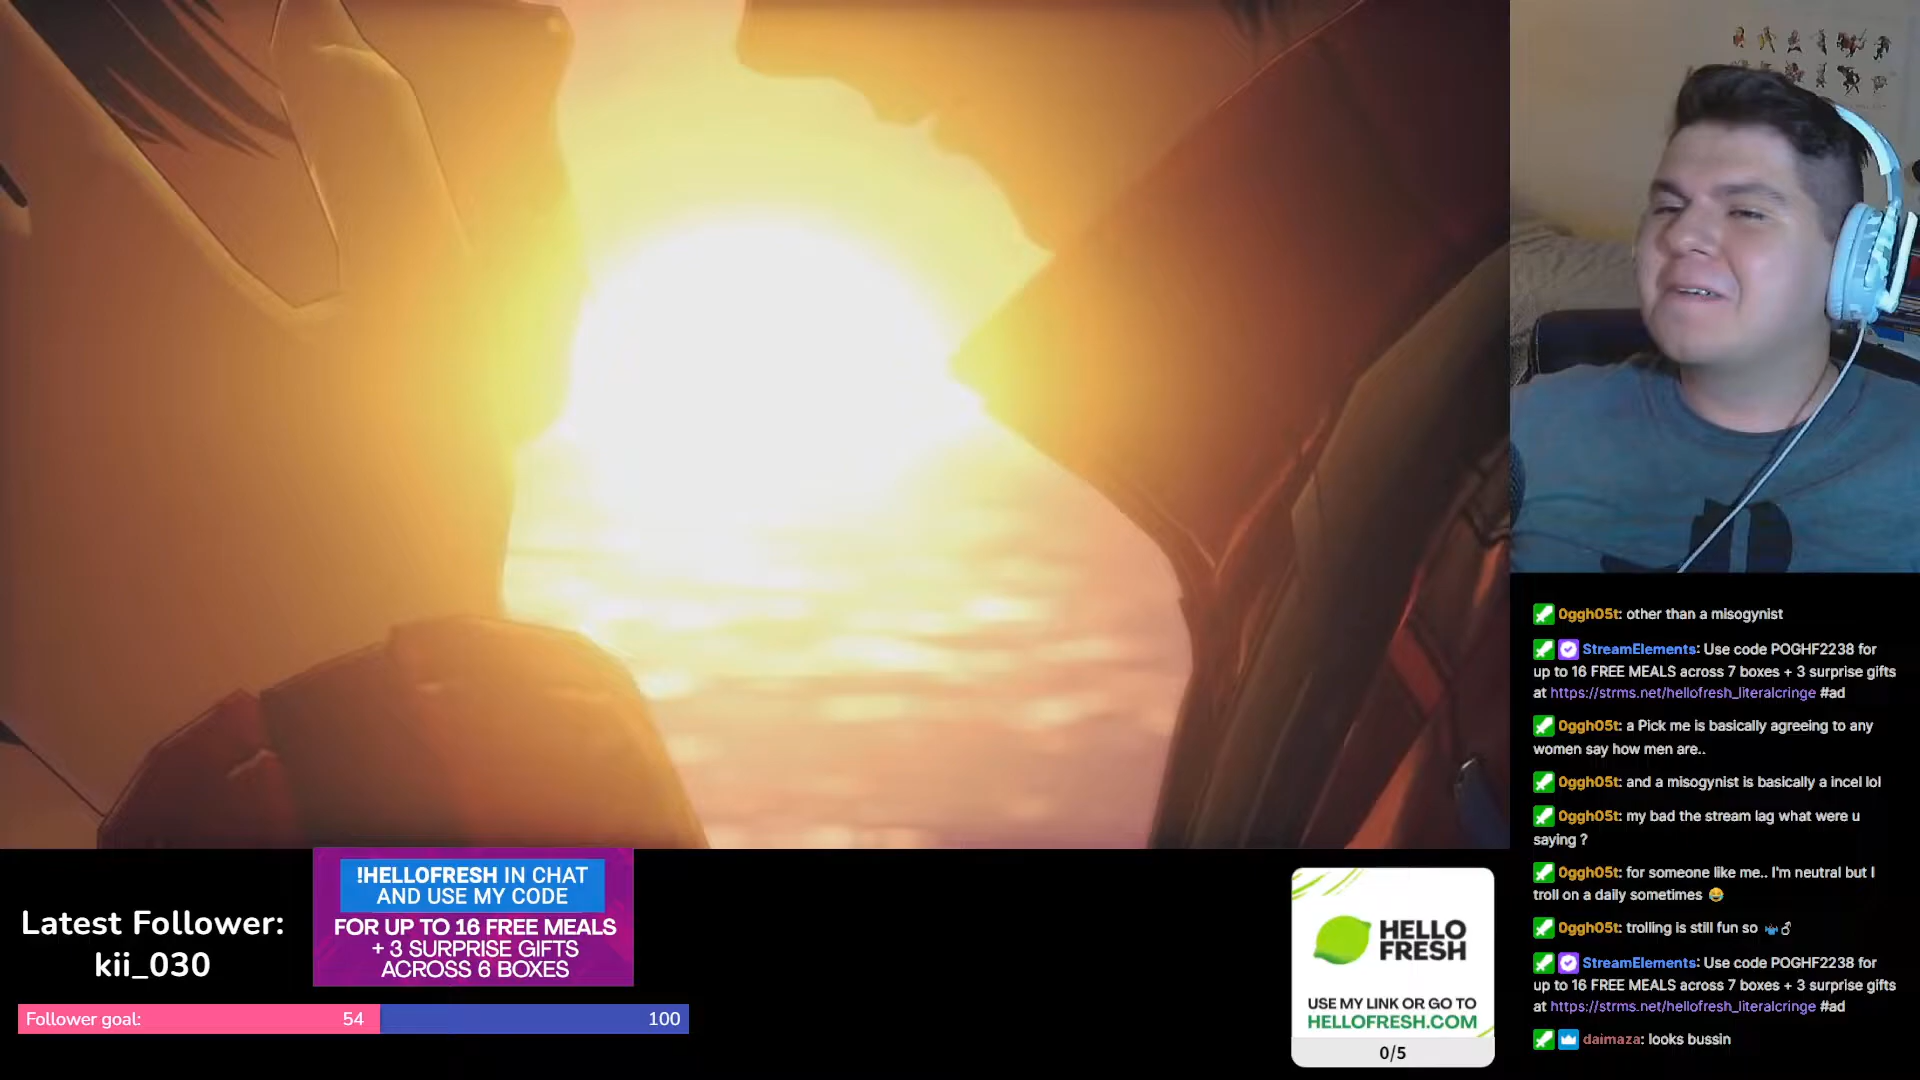 0ggh05t: other than a misogynist
StreamElements: Use code POGHF2238 for
up to 16 FREE MEALS across 7 boxes + 3 surprise gifts
at https://strms.net/hellofresh_literalcringe #ad
0ggh05t: a Pick me is basically agreeing to any
women say how men are..
0ggh05t: and a misogynist is basically a incel lol
0ggh05t: my bad the stream lag what were u
saying ?
0ggh05t: for someone like me.. I'm neutral but I
troll on a daily sometimes 😂
0ggh05t: trolling is still fun so
StreamElements: Use code POGHF2238 for
up to 16 FREE MEALS across 7 boxes + 3 surprise gifts
at https://strms.net/hellofresh_literalcringe #ad
daimaza: looks bussin
Latest Follower:
kii_030
!HELLOFRESH IN CHAT
AND USE MY CODE
FOR UP TO 16 FREE MEALS
+ 3 SURPRISE GIFTS
ACROSS 6 BOXES
Follower goal: 54 100
HELLO
FRESH
USE MY LINK OR GO TO
HELLOFRESH.COM
0/5